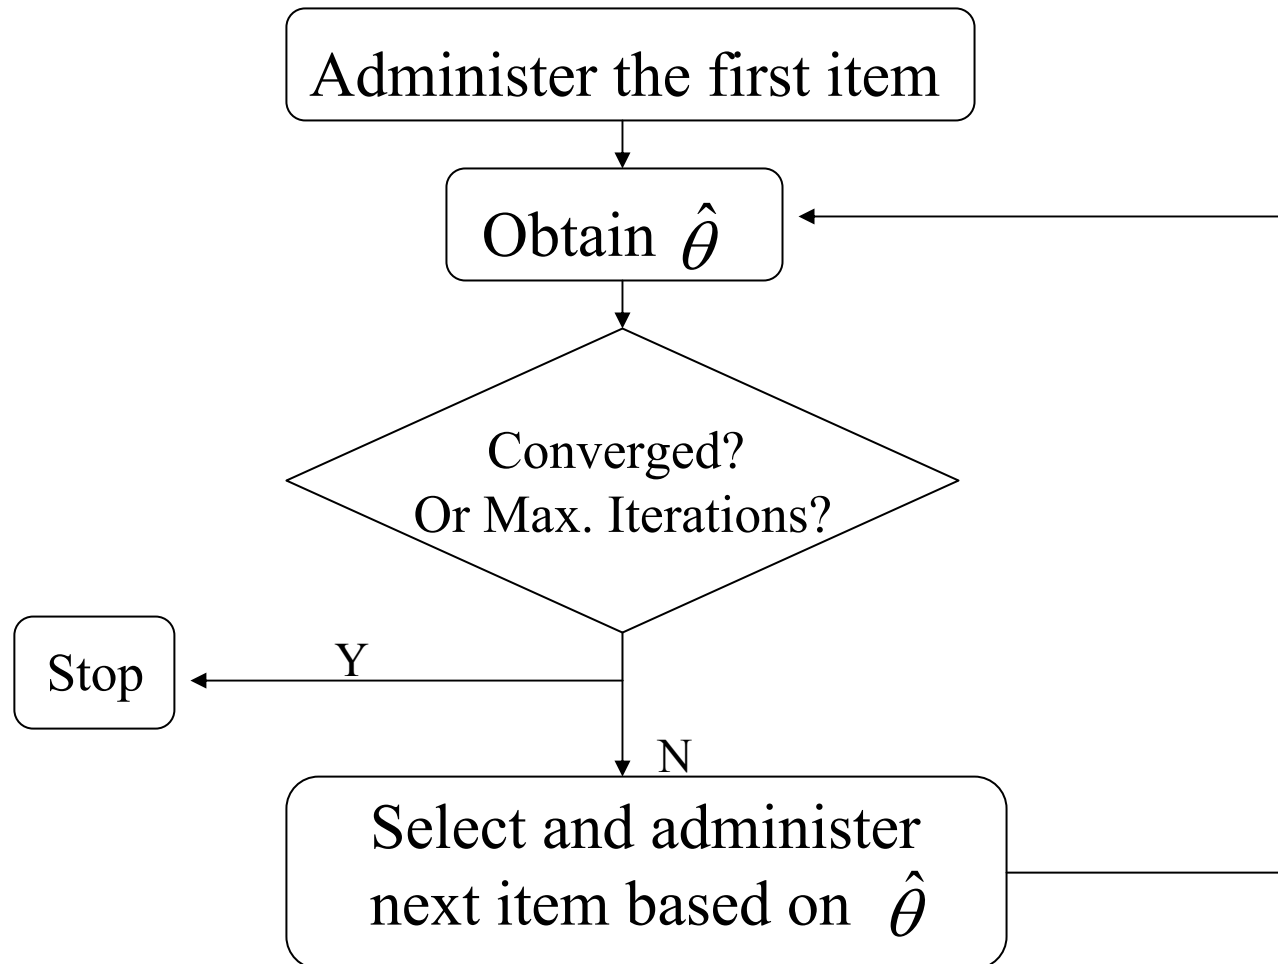 Administer the first item
Obtain θ̂
Converged?
Or Max. Iterations?
Y
Stop
N
Select and administer
next item based on θ̂